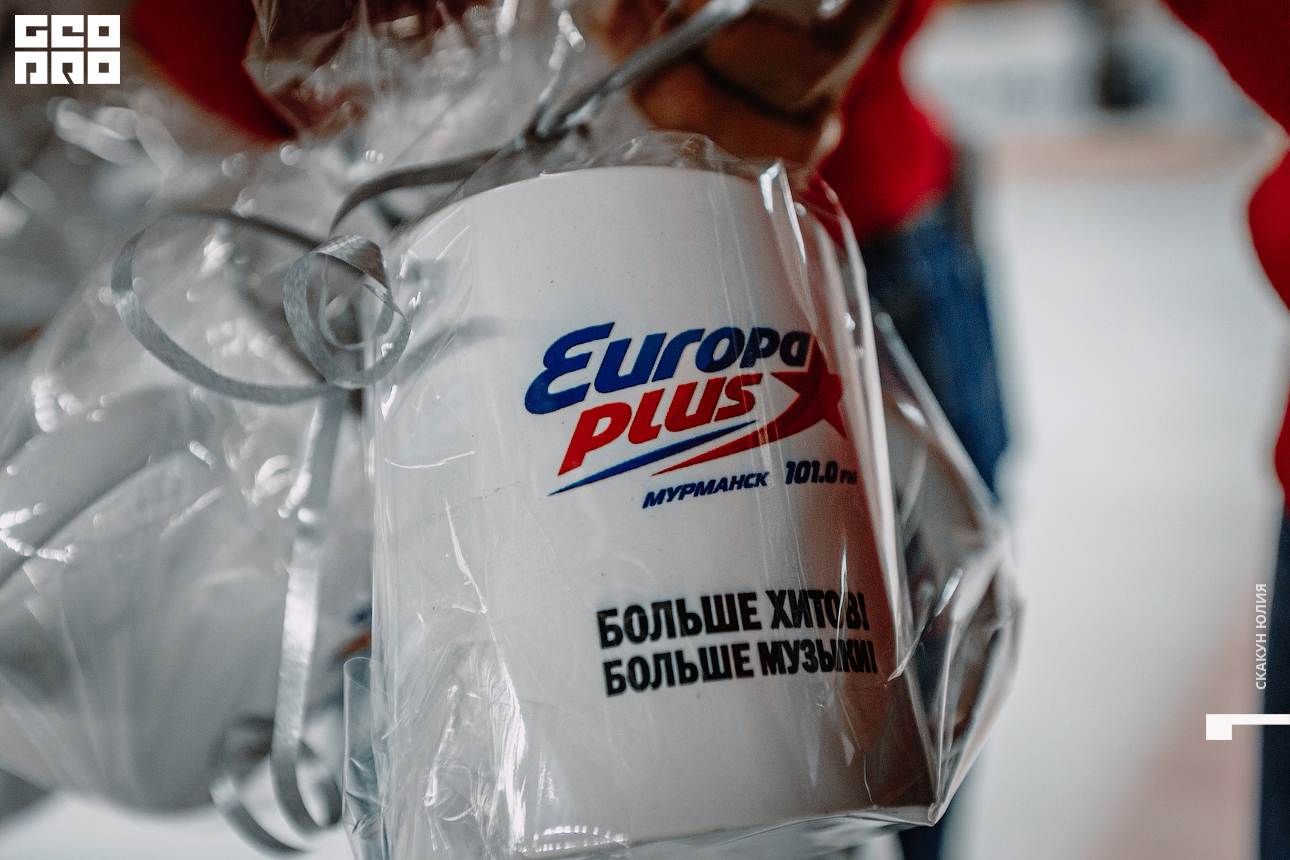 GEO
PRO
Europa
PLUS
МУРМАНСК 101.0 FM
БОЛЬШЕ ХИТОВ!
БОЛЬШЕ МУЗЫКИ!
СКАКУН ЮЛИЯ